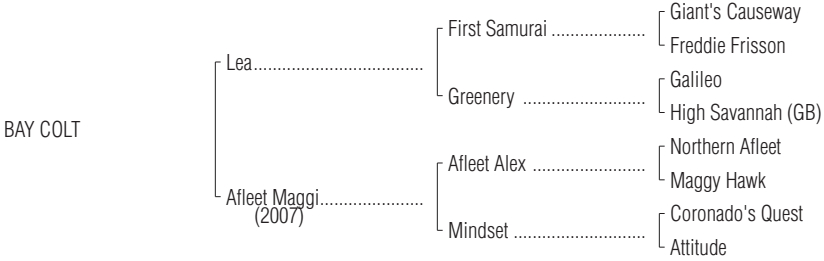 Giant's Causeway
First Samurai ....................
Freddie Frisson
Lea..................................
Galileo
Greenery ..........................
High Savannah (GB)
BAY COLT
Northern Afleet
Afleet Alex ........................
Maggy Hawk
Afleet Maggi.....................
(2007)
Coronado's Quest
Mindset ............................
Attitude